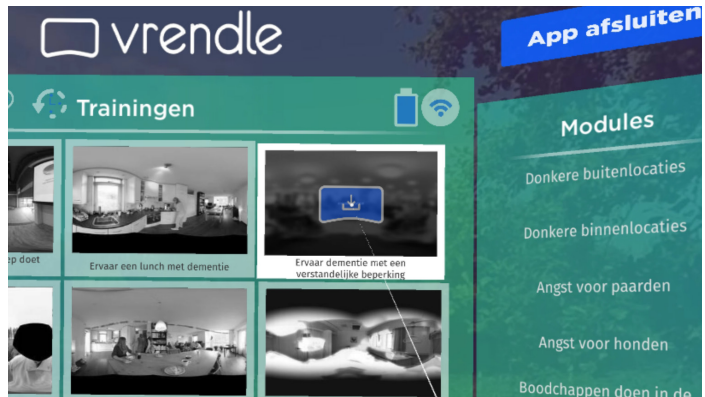 vrendle
App afsluiten
Trainingen
ep doet
Ervaar een lunch met dementie
Ervaar dementie met een
verstandelijke beperking
Modules
Donkere buitenlocaties
Donkere binnenlocaties
Angst voor paarden
Angst voor honden
Boodchappen doen in de